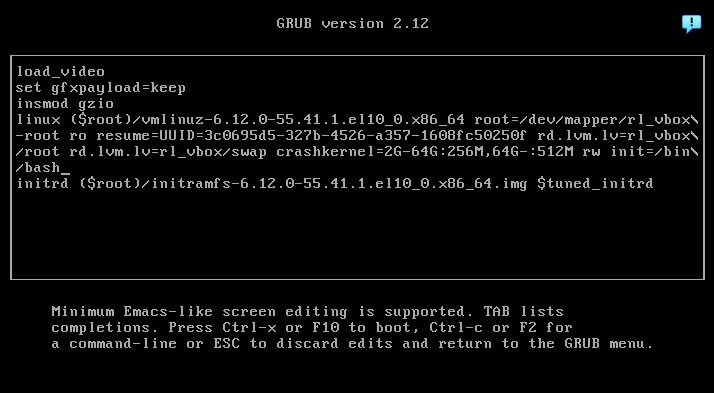 GRUB version 2.12
load_video
set gfxpayload=keep
insmod gzio
linux ($root)/vmlinuz-6.12.0-55.41.1.el10_0.x86_64 root=/dev/mapper/rl_vbox\
-root ro resume=UUID=3c0695d5-327b-4526-a357-1608fc50250f rd.lvm.lv=rl_vbox\
/root rd.lvm.lv=rl_vbox/swap crashkernel=2G-64G:256M,64G-:512M rw init=/bin\
/bash_
initrd ($root)/initramfs-6.12.0-55.41.1.el10_0.x86_64.img $tuned_initrd
Minimum Emacs-like screen editing is supported. TAB lists
completions. Press Ctrl-x or F10 to boot, Ctrl-c or F2 for
a command-line or ESC to discard edits and return to the GRUB menu.